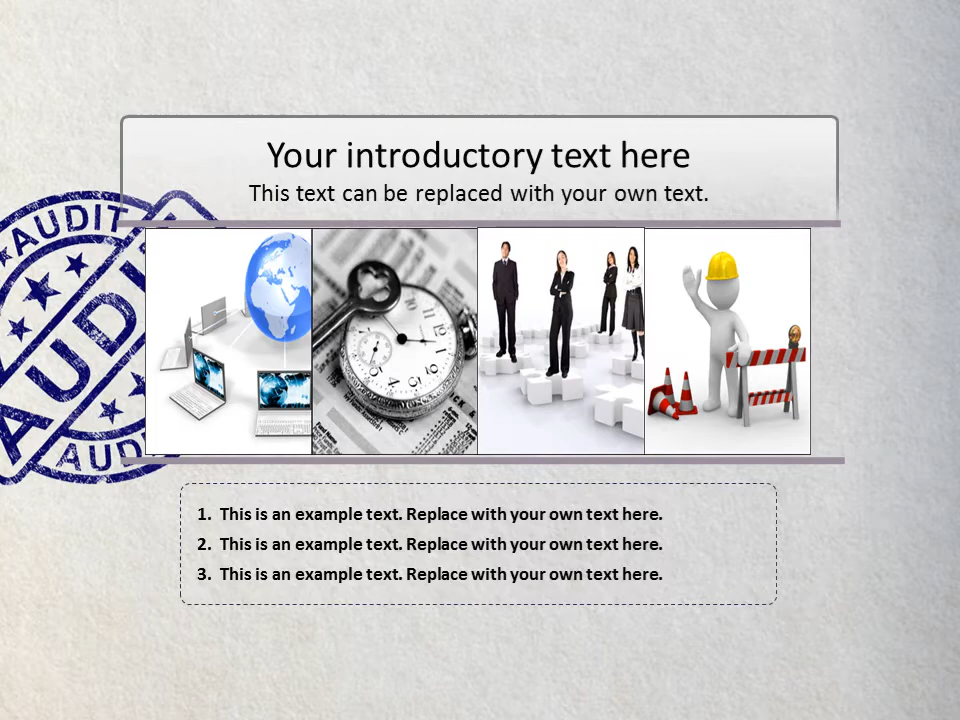 Your introductory text here
This text can be replaced with your own text.
AUDIT
AUDIT
AUD
1. This is an example text. Replace with your own text here.
2. This is an example text. Replace with your own text here.
3. This is an example text. Replace with your own text here.